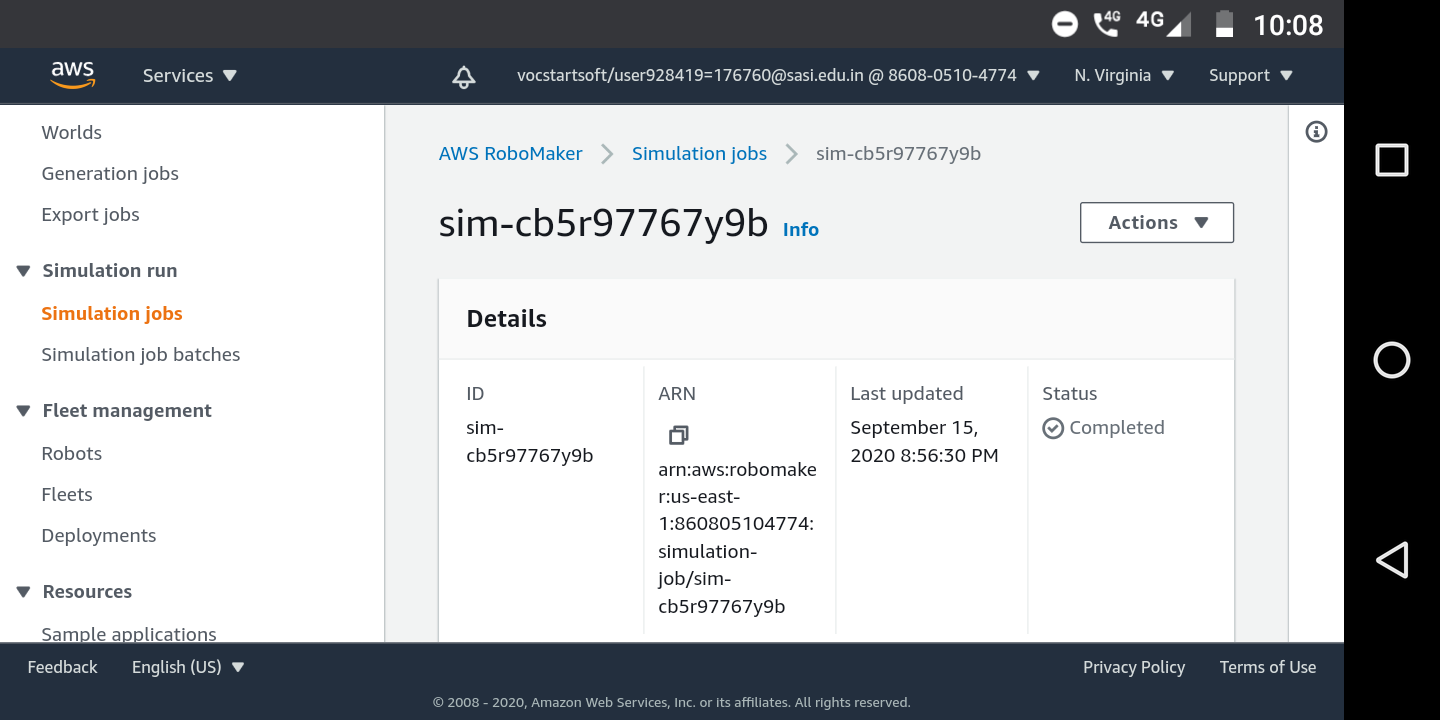 4G
4G
10:08
aws
Services
vocstartsoft/user928419=176760@sasi.edu.in @ 8608-0510-4774
N. Virginia
Support
Worlds
Generation jobs
Export jobs
Simulation run
Simulation jobs
Simulation job batches
Fleet management
Robots
Fleets
Deployments
Resources
Sample applications
AWS RoboMaker
Simulation jobs
sim-cb5r97767y9b
sim-cb5r97767y9b Info
Actions
Details
ID
sim-
cb5r97767y9b
ARN
arn:aws:robomake
r:us-east-
1:860805104774:
simulation-
job/sim-
cb5r97767y9b
Last updated
September 15,
2020 8:56:30 PM
Status
Completed
Feedback
English (US)
Privacy Policy
Terms of Use
© 2008 - 2020, Amazon Web Services, Inc. or its affiliates. All rights reserved.